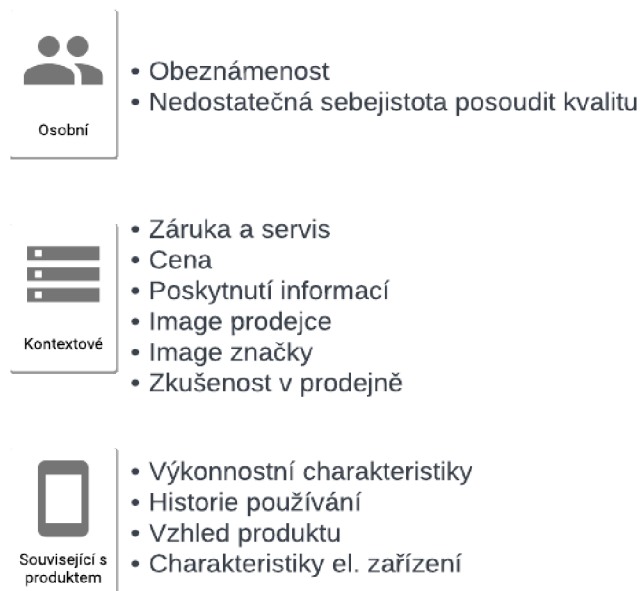 Osobní
• Obeznámenost
• Nedostatečná sebejistota posoudit kvalitu
Kontextové
• Záruka a servis
• Cena
• Poskytnutí informací
• Image prodejce
• Image značky
• Zkušenost v prodejně
Související s
produktem
• Výkonnostní charakteristiky
• Historie používání
• Vzhled produktu
• Charakteristiky el. zařízení